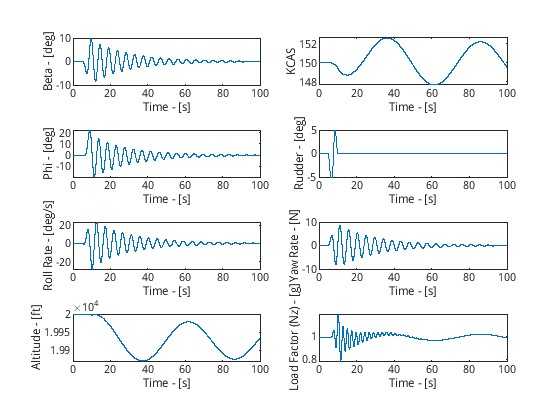 Beta - [deg]
10
0
-10
0 20 40 60 80 100
Time - [s]
KCAS
152
150
148
0 20 40 60 80 100
Time - [s]
Phi - [deg]
20
10
0
-10
0 20 40 60 80 100
Time - [s]
Rudder - [deg]
5
0
-5
0 20 40 60 80 100
Time - [s]
Roll Rate - [deg/s]
20
0
-20
0 20 40 60 80 100
Time - [s]
Yaw Rate - [N]
10
0
-10
0 20 40 60 80 100
Time - [s]
Altitude - [ft]
2 × 10⁴
1.995
1.99
0 20 40 60 80 100
Time - [s]
Load Factor (Nz) - [g]
1
0.8
0 20 40 60 80 100
Time - [s]